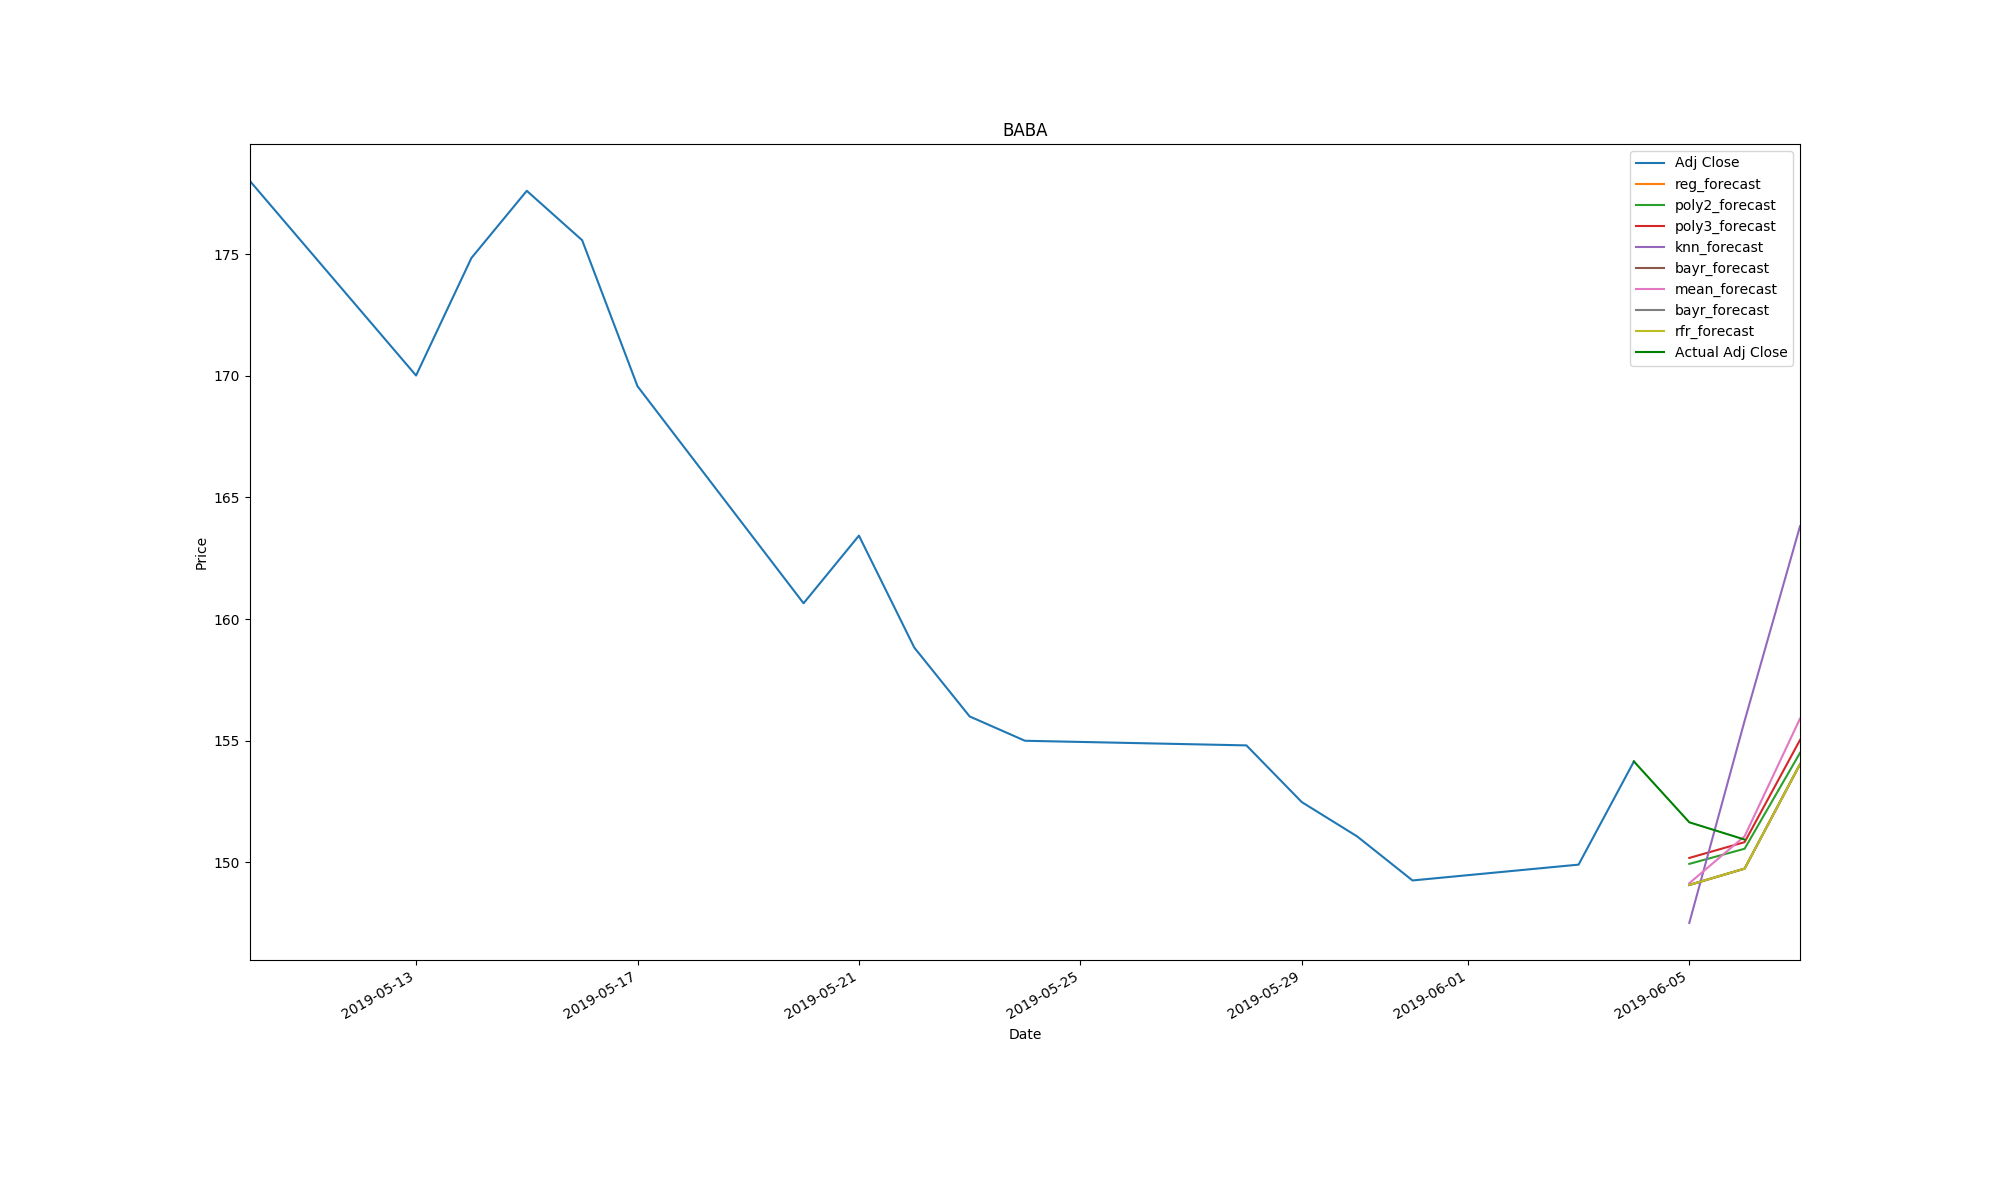 BABA
Adj Close
reg_forecast
poly2_forecast
poly3_forecast
knn_forecast
bayr_forecast
mean_forecast
bayr_forecast
rfr_forecast
Actual Adj Close
175
170
165
160
155
150
Price
2019-05-13
2019-05-17
2019-05-21
2019-05-25
2019-05-29
2019-06-01
2019-06-05
Date